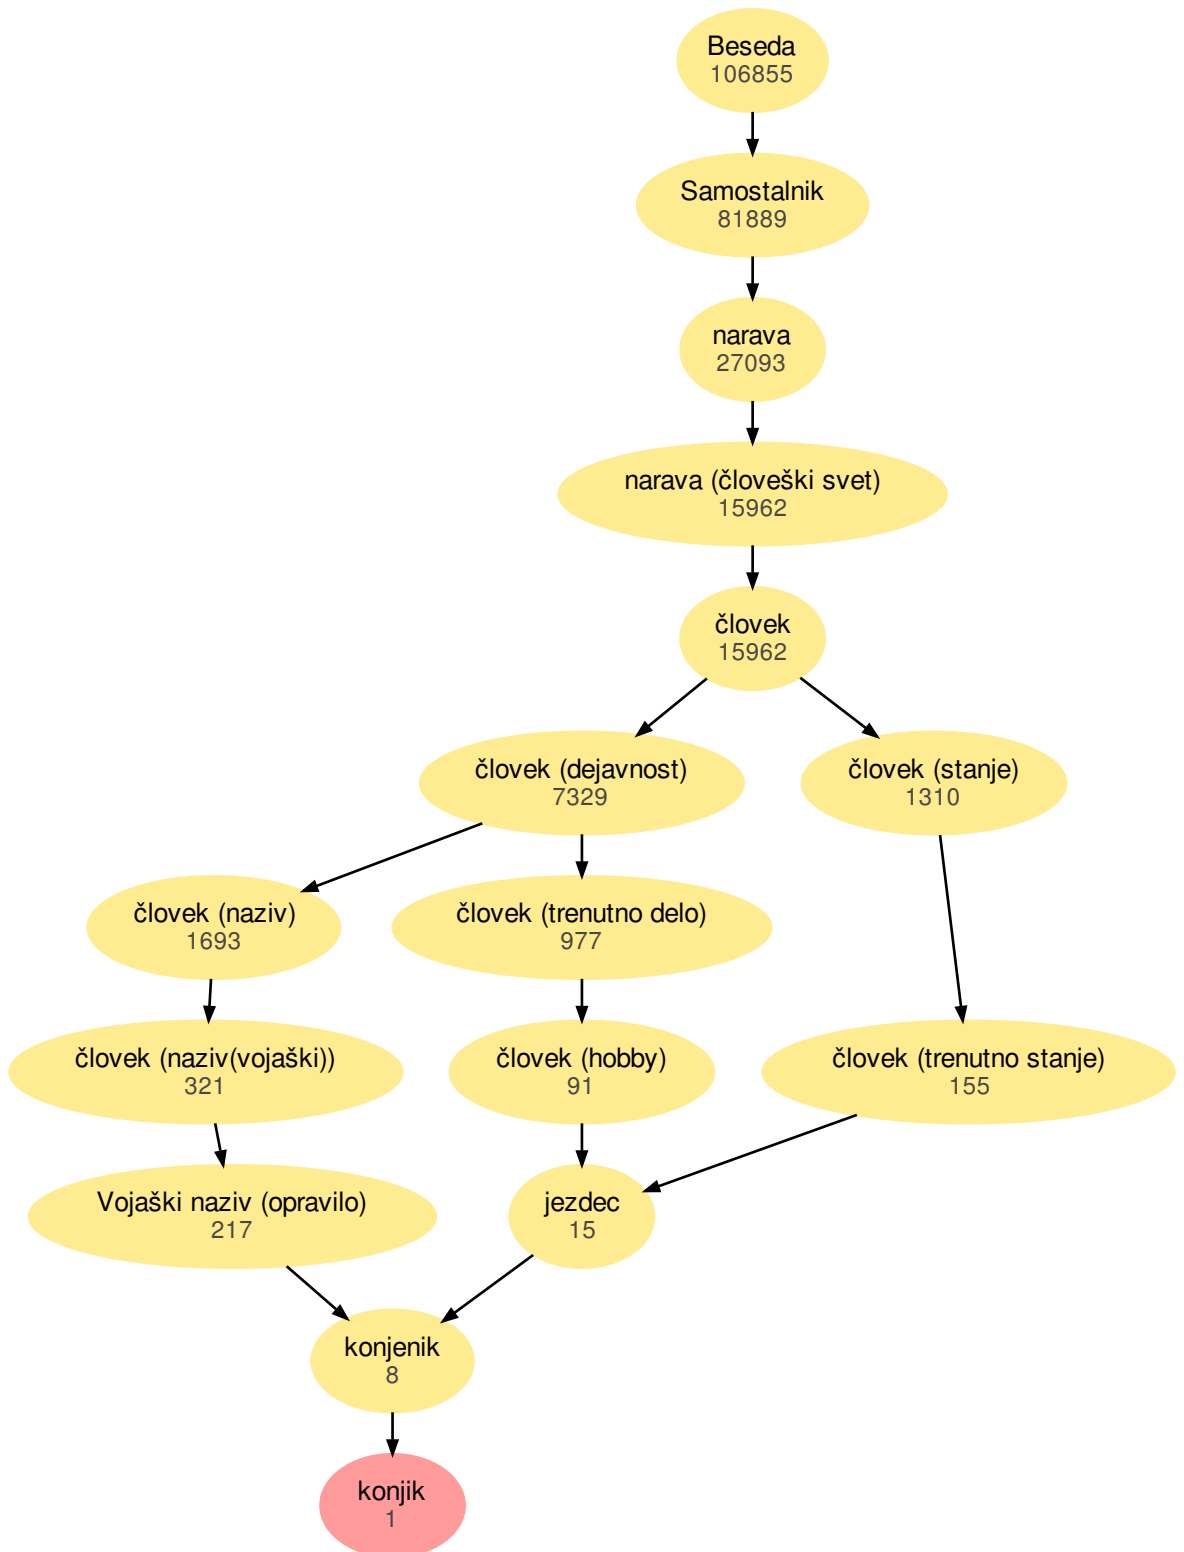 Beseda
106855
Samostalnik
81889
narava
27093
narava (človeški svet)
15962
človek
15962
človek (dejavnost)
7329
človek (stanje)
1310
človek (naziv)
1693
človek (trenutno delo)
977
človek (naziv(vojaški))
321
človek (hobby)
91
človek (trenutno stanje)
155
Vojaški naziv (opravilo)
217
jezdec
15
konjenik
8
konjik
1